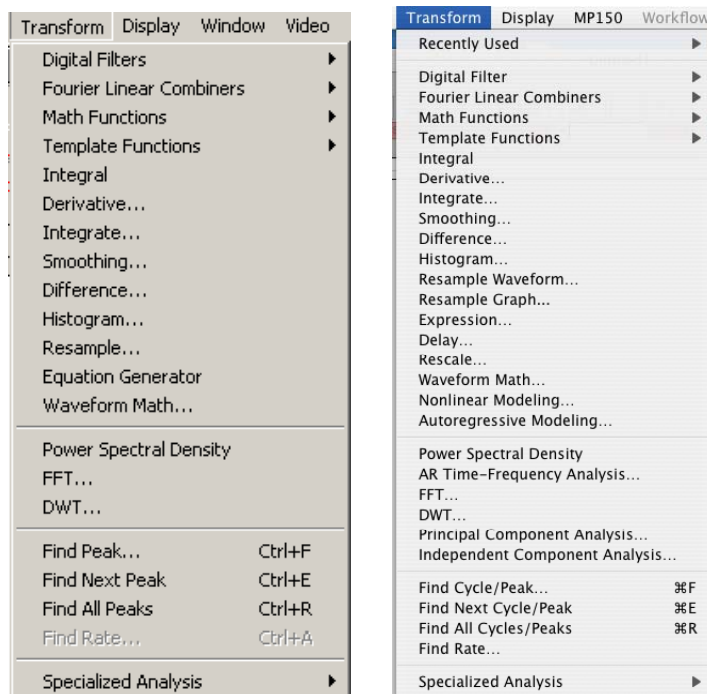 Transform Display Window Video
Digital Filters
Fourier Linear Combiners
Math Functions
Template Functions
Integral
Derivative...
Integrate...
Smoothing...
Difference...
Histogram...
Resample...
Equation Generator
Waveform Math...
Power Spectral Density
FFT...
DWT...
Find Peak... Ctrl+F
Find Next Peak Ctrl+E
Find All Peaks Ctrl+R
Find Rate... Ctrl+A
Specialized Analysis
Transform Display MP150 Workflow
Recently Used
Digital Filter
Fourier Linear Combiners
Math Functions
Template Functions
Integral
Derivative...
Integrate...
Smoothing...
Difference...
Histogram...
Resample Waveform...
Resample Graph...
Expression...
Delay...
Rescale...
Waveform Math...
Nonlinear Modeling...
Autoregressive Modeling...
Power Spectral Density
AR Time-Frequency Analysis...
FFT...
DWT...
Principal Component Analysis...
Independent Component Analysis...
Find Cycle/Peak... ⌘F
Find Next Cycle/Peak ⌘E
Find All Cycles/Peaks ⌘R
Find Rate...
Specialized Analysis